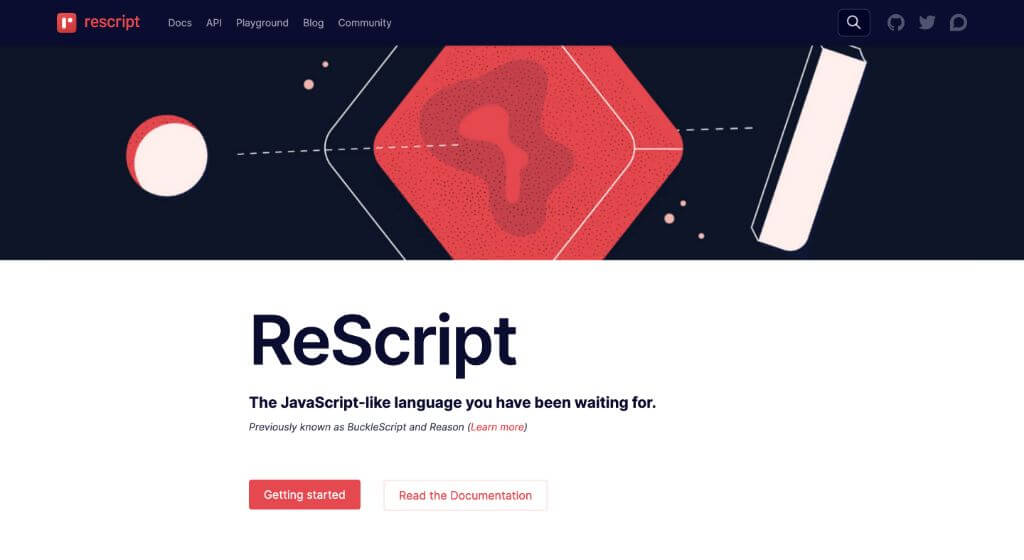 rescript Docs API Playground Blog Community
ReScript
The JavaScript-like language you have been waiting for.
Previously known as BuckleScript and Reason (Learn more)
Getting started Read the Documentation